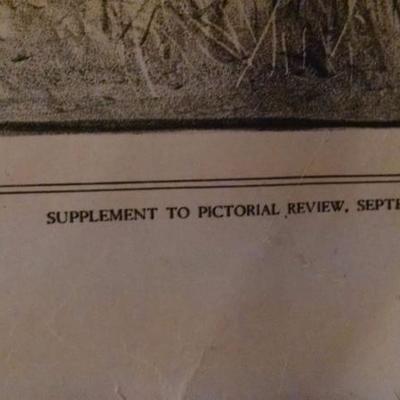 SUPPLEMENT TO PICTORIAL REVIEW, SEPTE